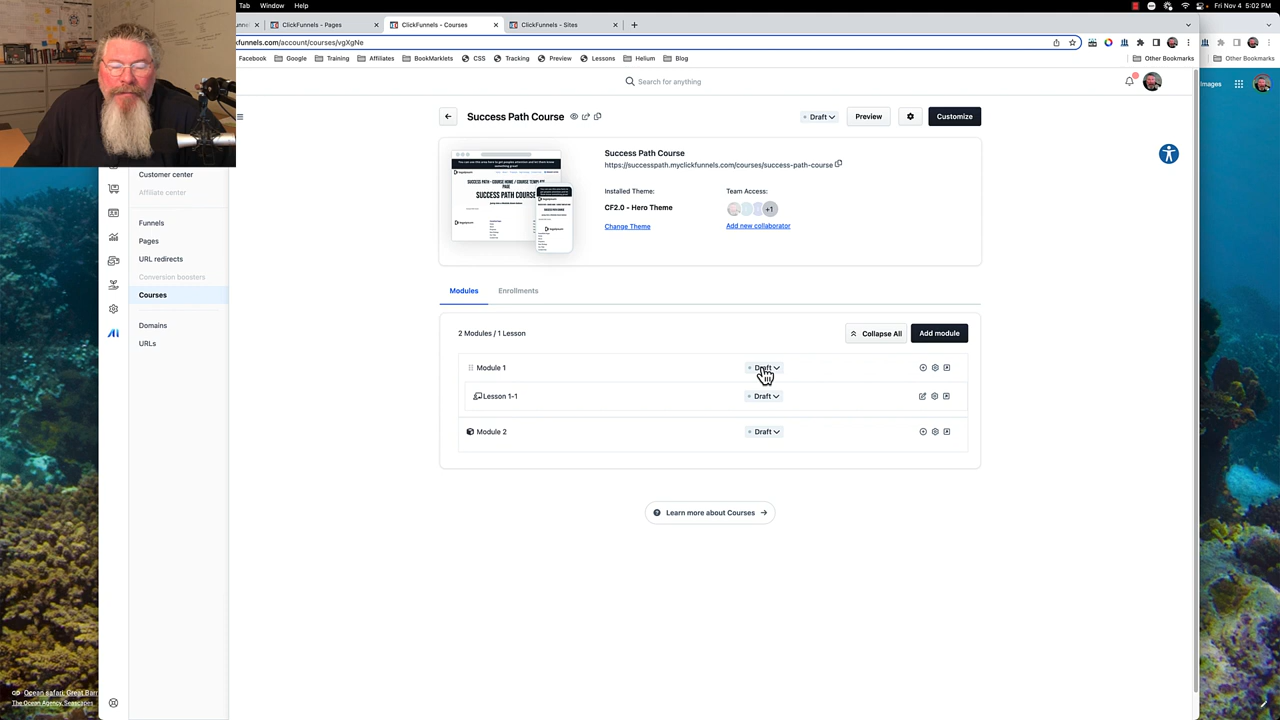 Tab Window Help
Fri Nov 4 5:02 PM
ClickFunnels - Pages
ClickFunnels - Courses
ClickFunnels - Sites
kfunnels.com/account/courses/vgXgNe
Facebook Google Training Affiliates BookMarklets CSS Tracking Preview Lessons Helium Blog Other Bookmarks Other Bookmarks
Search for anything
Images
Success Path Course
Draft
Preview
Customize
Success Path Course
https://successpath.myclickfunnels.com/courses/success-path-course
Installed Theme:
Team Access:
CF2.0 - Hero Theme
+1
Change Theme
Add new collaborator
SUCCESS PATH COURSE
Customer center
Affiliate center
Funnels
Pages
URL redirects
Conversion boosters
Courses
Domains
URLs
Modules
Enrollments
2 Modules / 1 Lesson
Collapse All
Add module
Module 1
Draft
Lesson 1-1
Draft
Module 2
Draft
Learn more about Courses
Ocean safari, Great Barr
The Ocean Agency, Seascapes